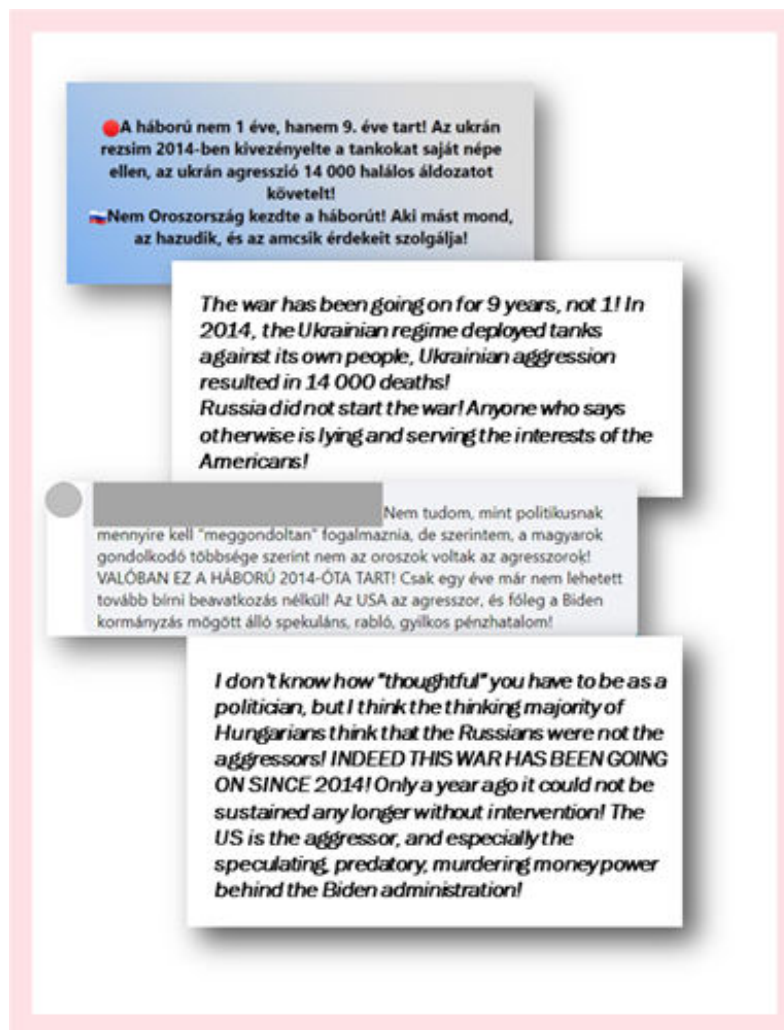 🔴A háború nem 1 éve, hanem 9. éve tart! Az ukrán
rezsim 2014-ben kivezényelte a tankokat saját népe
ellen, az ukrán agresszió 14 000 halálos áldozatot
követelt!
🇷🇺Nem Oroszország kezdte a háborút! Aki mást mond,
az hazudik, és az amcsik érdekeit szolgálja!
The war has been going on for 9 years, not 1! In
2014, the Ukrainian regime deployed tanks
against its own people, Ukrainian aggression
resulted in 14 000 deaths!
Russia did not start the war! Anyone who says
otherwise is lying and serving the interests of the
Americans!
Nem tudom, mint politikusnak
mennyire kell "meggondoltan" fogalmaznia, de szerintem, a magyarok
gondolkodó többsége szerint nem az oroszok voltak az agresszorok!
VALÓBAN EZ A HÁBORÚ 2014-ÓTA TART! Csak egy éve már nem lehetett
tovább bírni beavatkozás nélkül! Az USA az agresszor, és főleg a Biden
kormányzás mögött álló spekuláns, rabló, gyilkos pénzhatalom!
I don't know how "thoughtful" you have to be as a
politician, but I think the thinking majority of
Hungarians think that the Russians were not the
aggressors! INDEED THIS WAR HAS BEEN GOING
ON SINCE 2014! Only a year ago it could not be
sustained any longer without intervention! The
US is the aggressor, and especially the
speculating, predatory, murdering money power
behind the Biden administration!